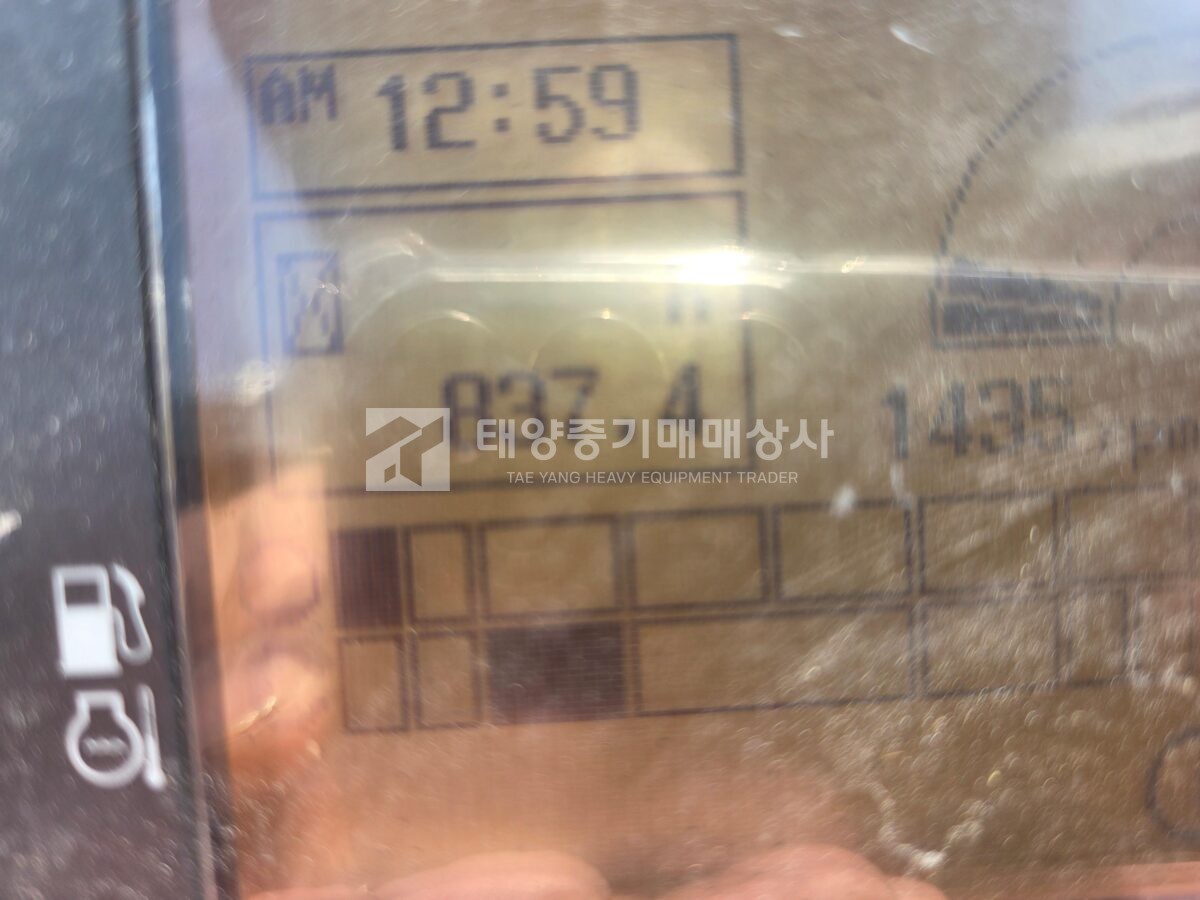 AM 12:59
H
837.4
태양중기매매상사
TAE YANG HEAVY EQUIPMENT TRADER
1435 rpm